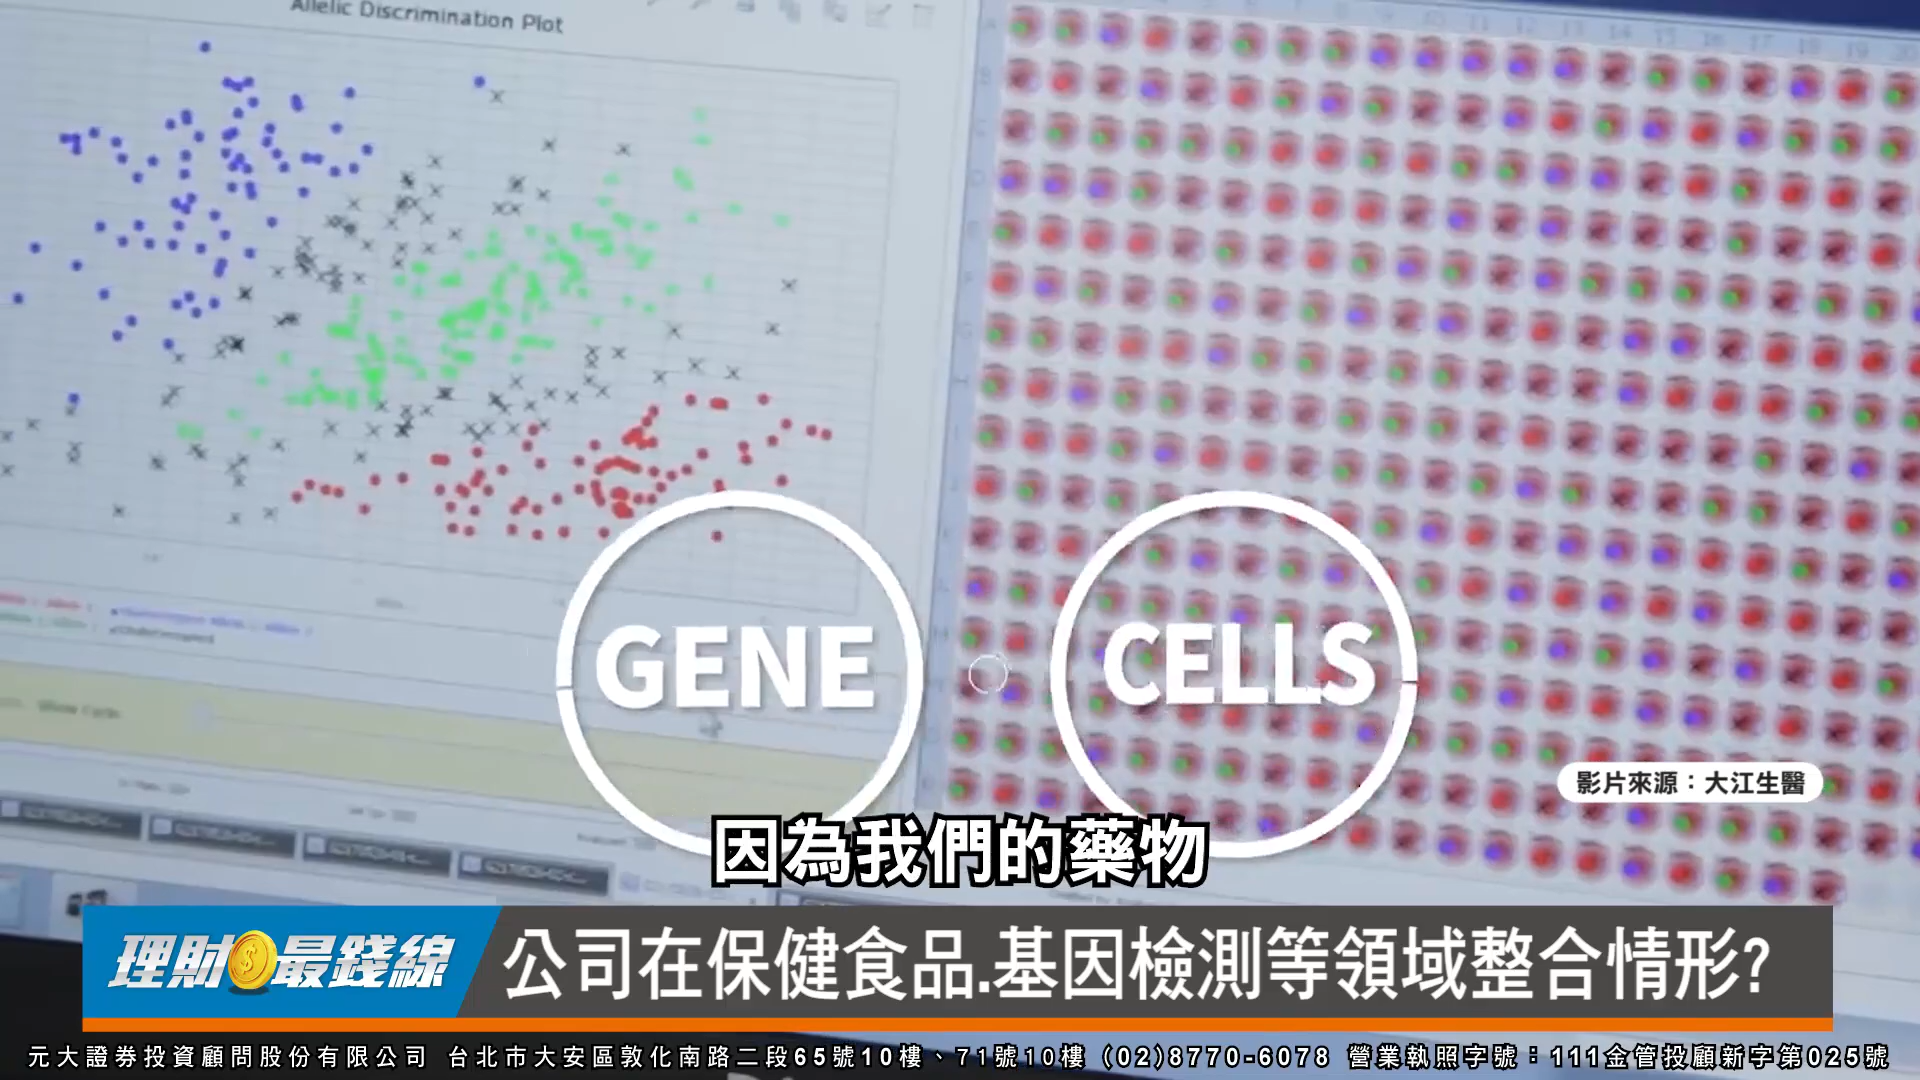 Allelic Discrimination Plot
GENE
CELLS
影片來源：大江生醫
因為我們的藥物
理財最錢線
公司在保健食品.基因檢測等領域整合情形?
元大證券投資顧問股份有限公司 台北市大安區敦化南路二段65號10樓、71號10樓 (02)8770-6078 營業執照字號：111金管投顧新字第025號